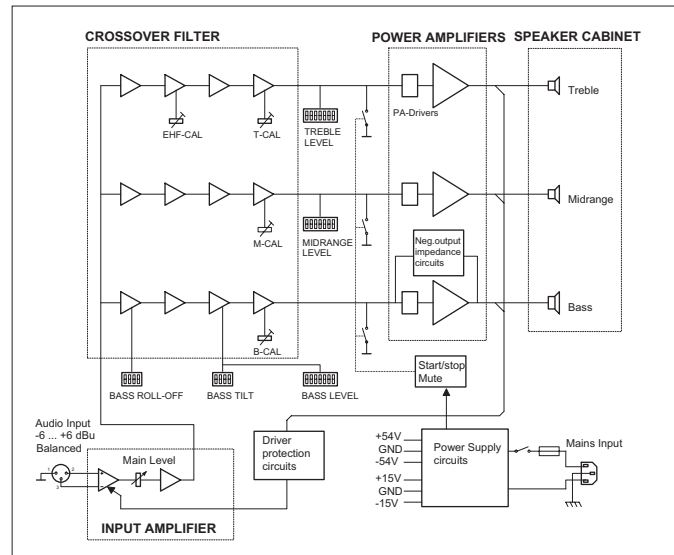 CROSSOVER FILTER
POWER AMPLIFIERS
SPEAKER CABINET
EHF-CAL
T-CAL
TREBLE
LEVEL
PA-Drivers
Treble
M-CAL
MIDRANGE
LEVEL
Midrange
Neg.output
impedance
circuits
B-CAL
Bass
BASS ROLL-OFF
BASS TILT
BASS LEVEL
Start/stop
Mute
Audio Input
-6 ... +6 dBu
Balanced
1
2
3
Main Level
+
-
INPUT AMPLIFIER
Driver
protection
circuits
+54V
GND
-54V
+15V
GND
-15V
Power Supply
circuits
Mains Input